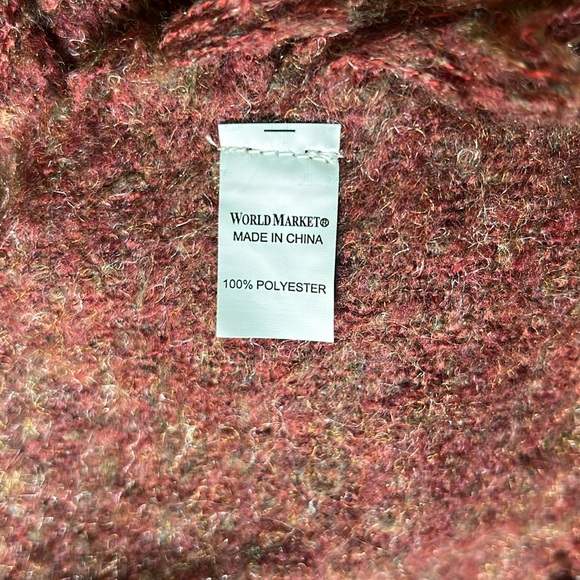 WORLD MARKET®
MADE IN CHINA
100% POLYESTER